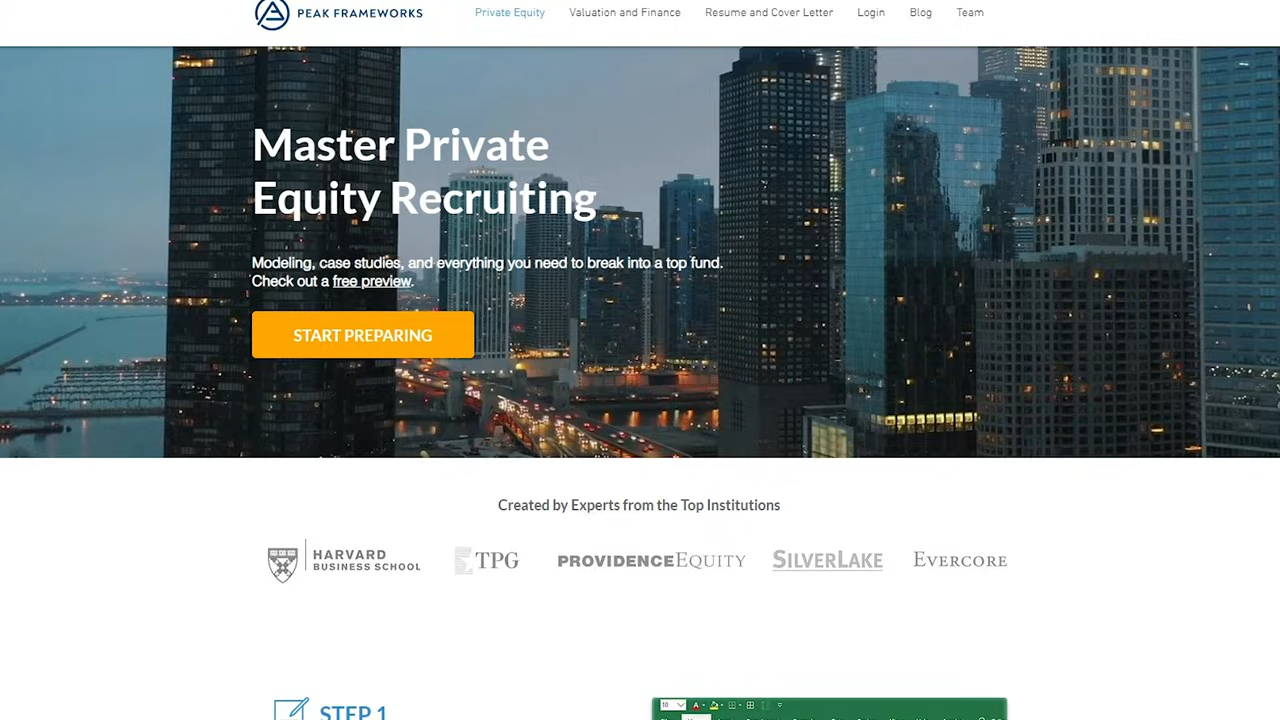 PEAK FRAMEWORKS
Private Equity
Valuation and Finance
Resume and Cover Letter
Login
Blog
Team
Master Private
Equity Recruiting
Modeling, case studies, and everything you need to break into a top fund.
Check out a free preview.
START PREPARING
Created by Experts from the Top Institutions
HARVARD
BUSINESS SCHOOL
TPG
PROVIDENCEEQUITY
SILVERLAKE
EVERCORE
STEP 1
10